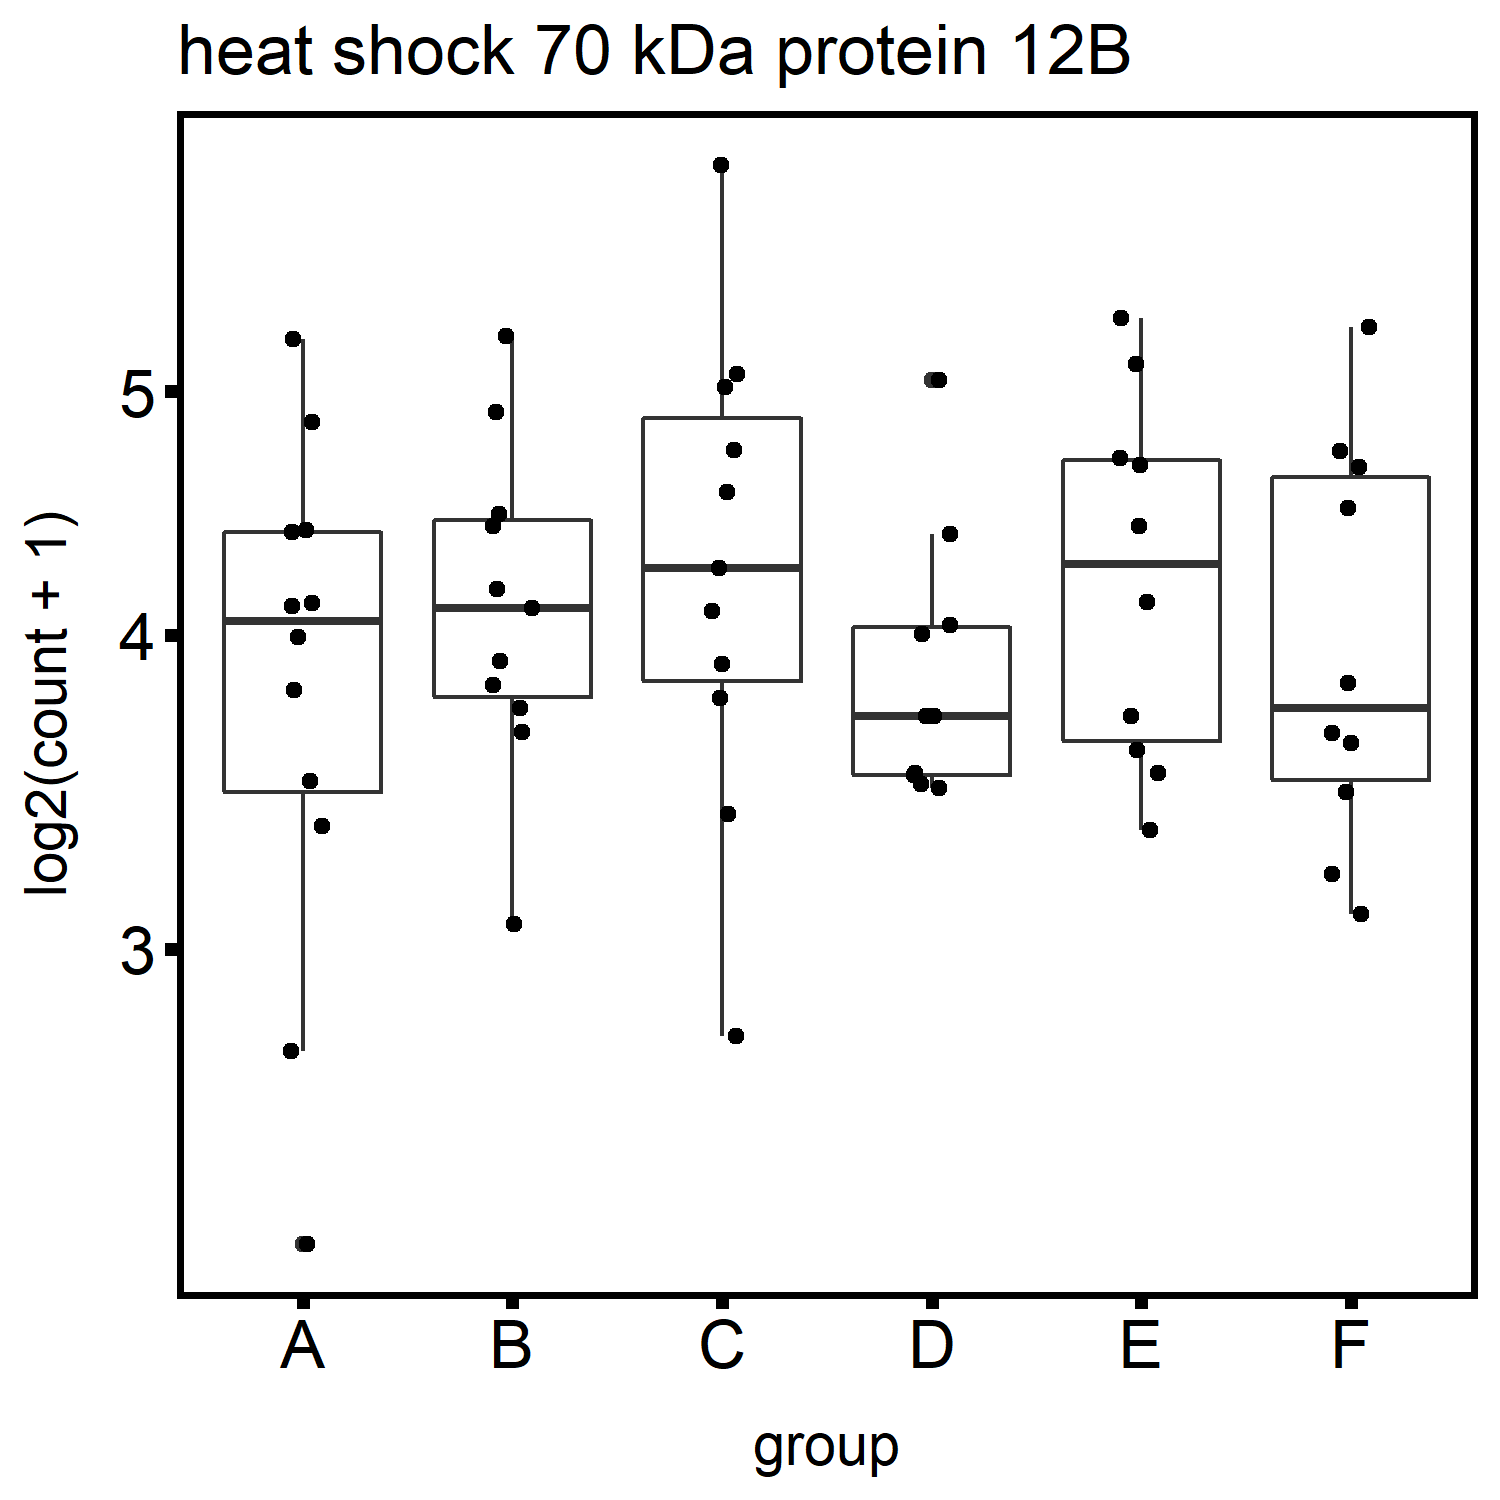 heat shock 70 kDa protein 12B
5
4
3
log2(count + 1)
A B C D E F
group